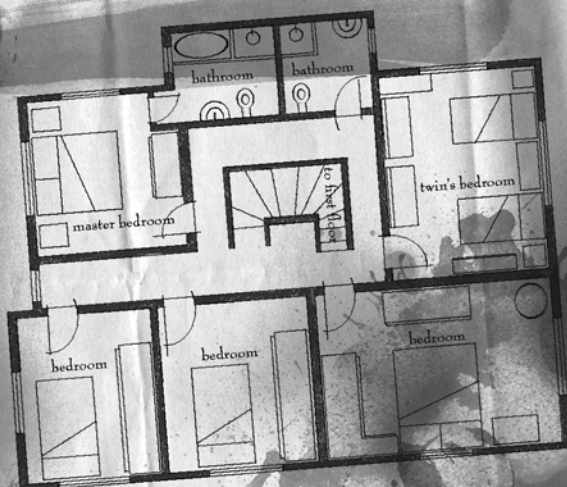 bathroom
bathroom
master bedroom
to first floor
twin's bedroom
bedroom
bedroom
bedroom